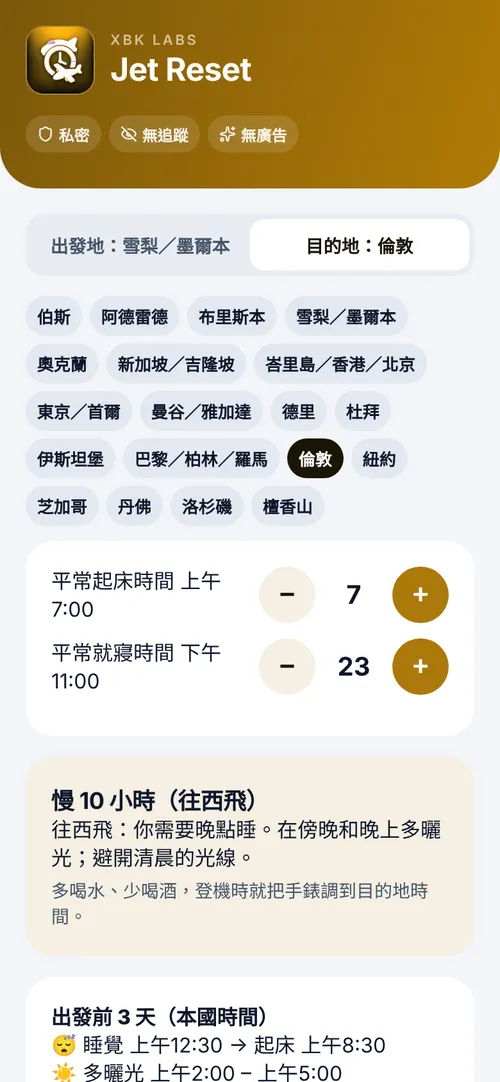 XBK LABS
Jet Reset
私密
無追蹤
無廣告
出發地：雪梨／墨爾本
目的地：倫敦
伯斯
阿德雷德
布里斯本
雪梨／墨爾本
奧克蘭
新加坡／吉隆坡
峇里島／香港／北京
東京／首爾
曼谷／雅加達
德里
杜拜
伊斯坦堡
巴黎／柏林／羅馬
倫敦
紐約
芝加哥
丹佛
洛杉磯
檀香山
平常起床時間 上午
7:00
− 7 +
平常就寢時間 下午
11:00
− 23 +
慢 10 小時（往西飛）
往西飛：你需要晚點睡。在傍晚和晚上多曬
光；避開清晨的光線。
多喝水、少喝酒，登機時就把手錶調到目的地時
間。
出發前 3 天（本國時間）
😴 睡覺 上午12:30 → 起床 上午8:30
☀️ 多曬光 上午2:00 – 上午5:00